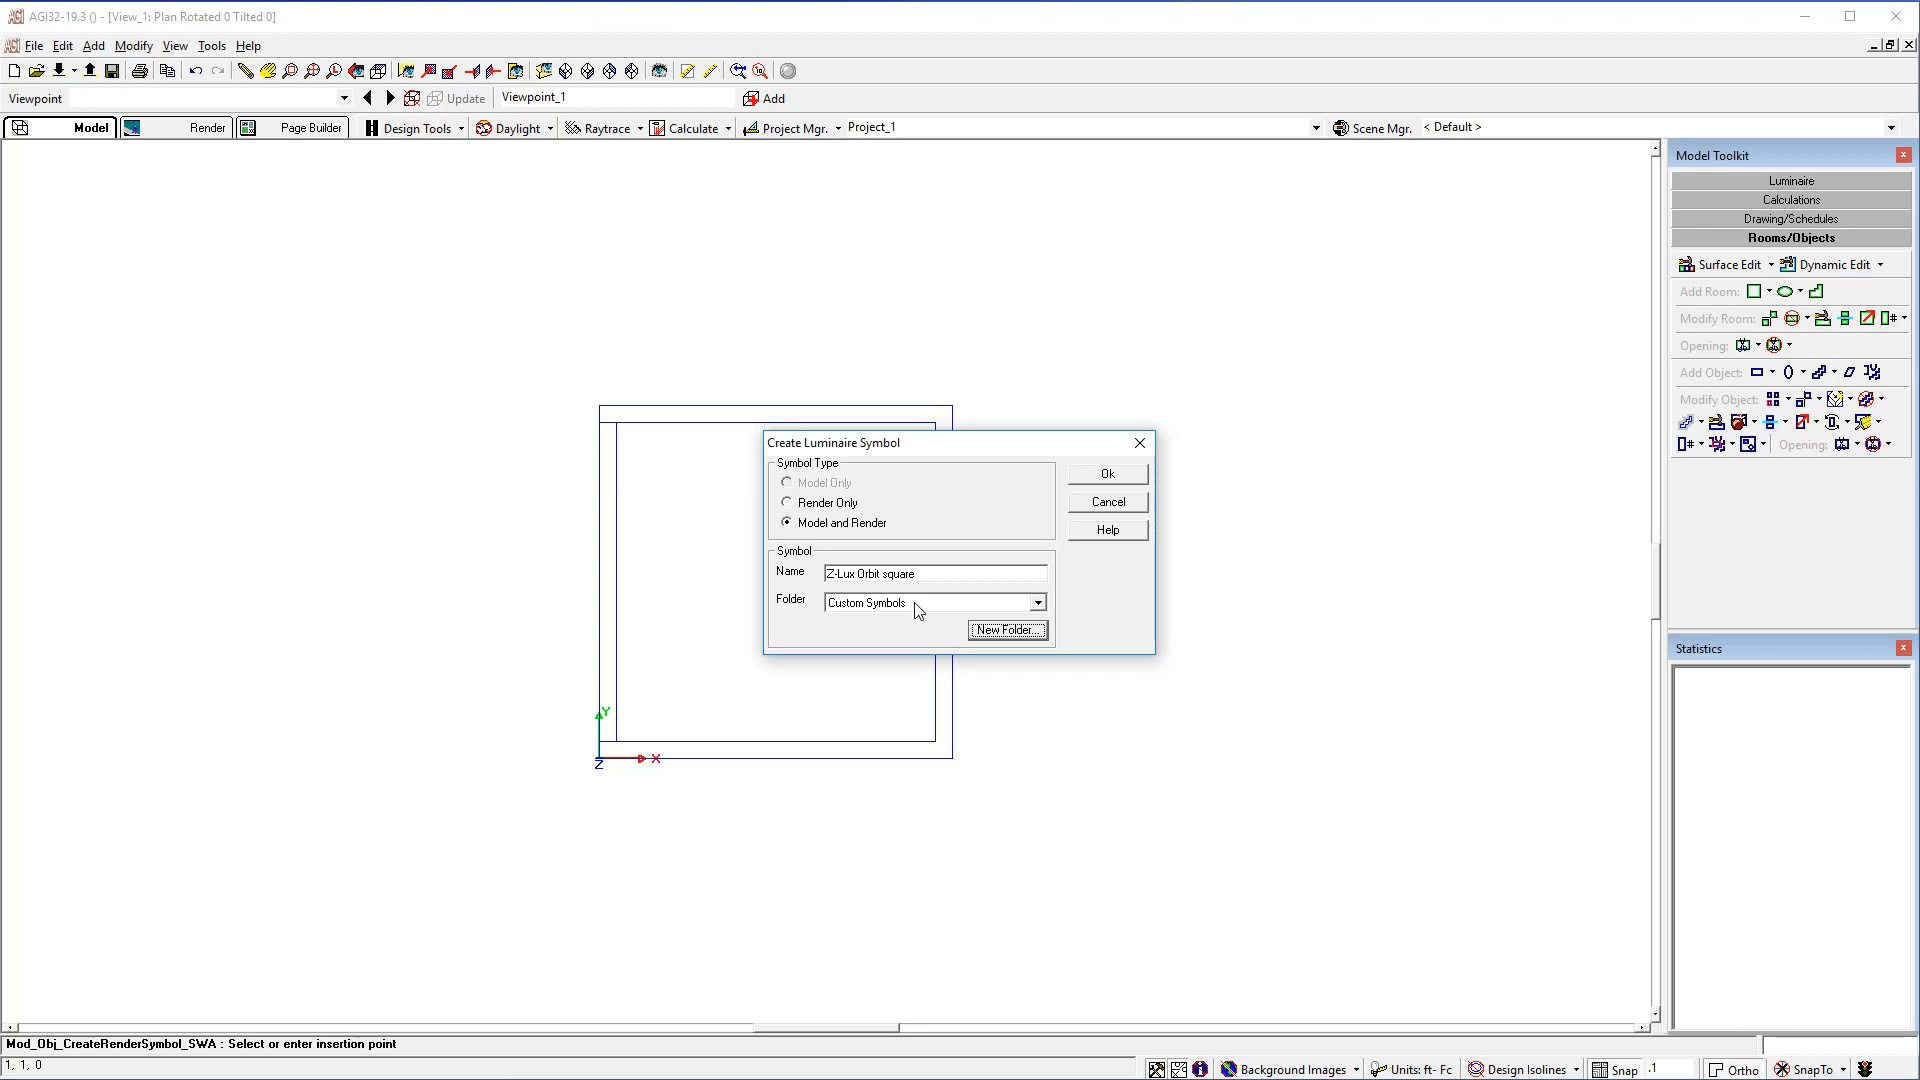 AGI32-19.3 () - [View_1: Plan Rotated 0 Tilted 0]
File Edit Add Modify View Tools Help
Viewpoint Update Viewpoint_1 Add
Model Render Page Builder Design Tools Daylight Raytrace Calculate Project Mgr. Project_1 Scene Mgr. < Default >
Model Toolkit
Luminaire
Calculations
Drawing/Schedules
Rooms/Objects
Surface Edit Dynamic Edit
Add Room:
Modify Room:
Opening:
Add Object:
Modify Object:
Opening:
Create Luminaire Symbol
Symbol Type
Model Only
Render Only
Model and Render
Ok
Cancel
Help
Symbol
Name Z-Lux Orbit square
Folder Custom Symbols
New Folder...
Y
X
Z
Statistics
Mod_Obj_CreateRenderSymbol_SWA : Select or enter insertion point
1, 1, 0
Background Images Units: ft- Fc Design Isolines Snap .1 Ortho SnapTo